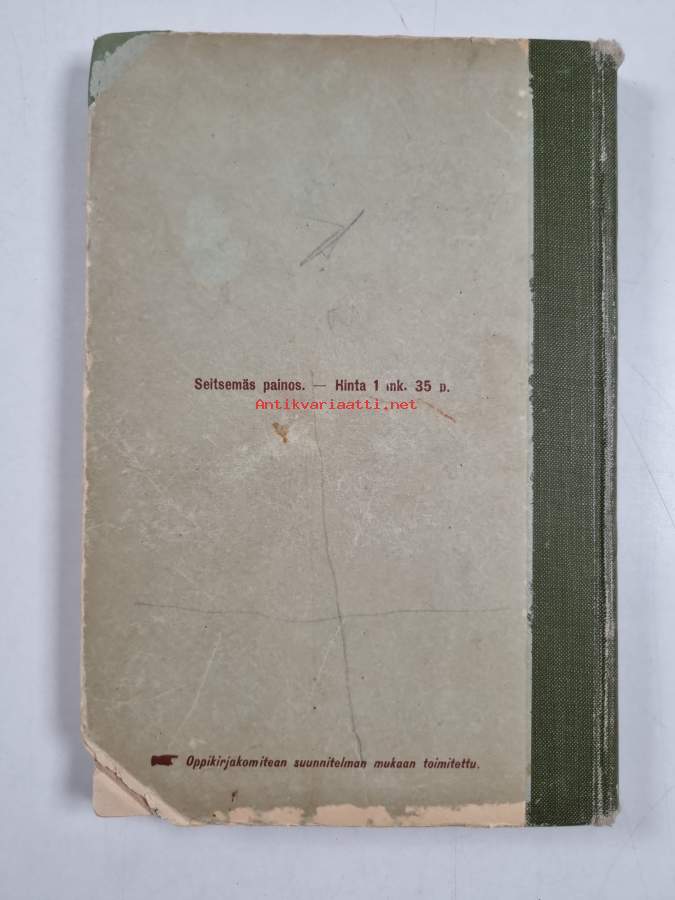 Seitsemäs painos. — Hinta 1 mk. 35 p.
Antikvariaatti.net
Oppikirjakomitean suunnitelman mukaan toimitettu.